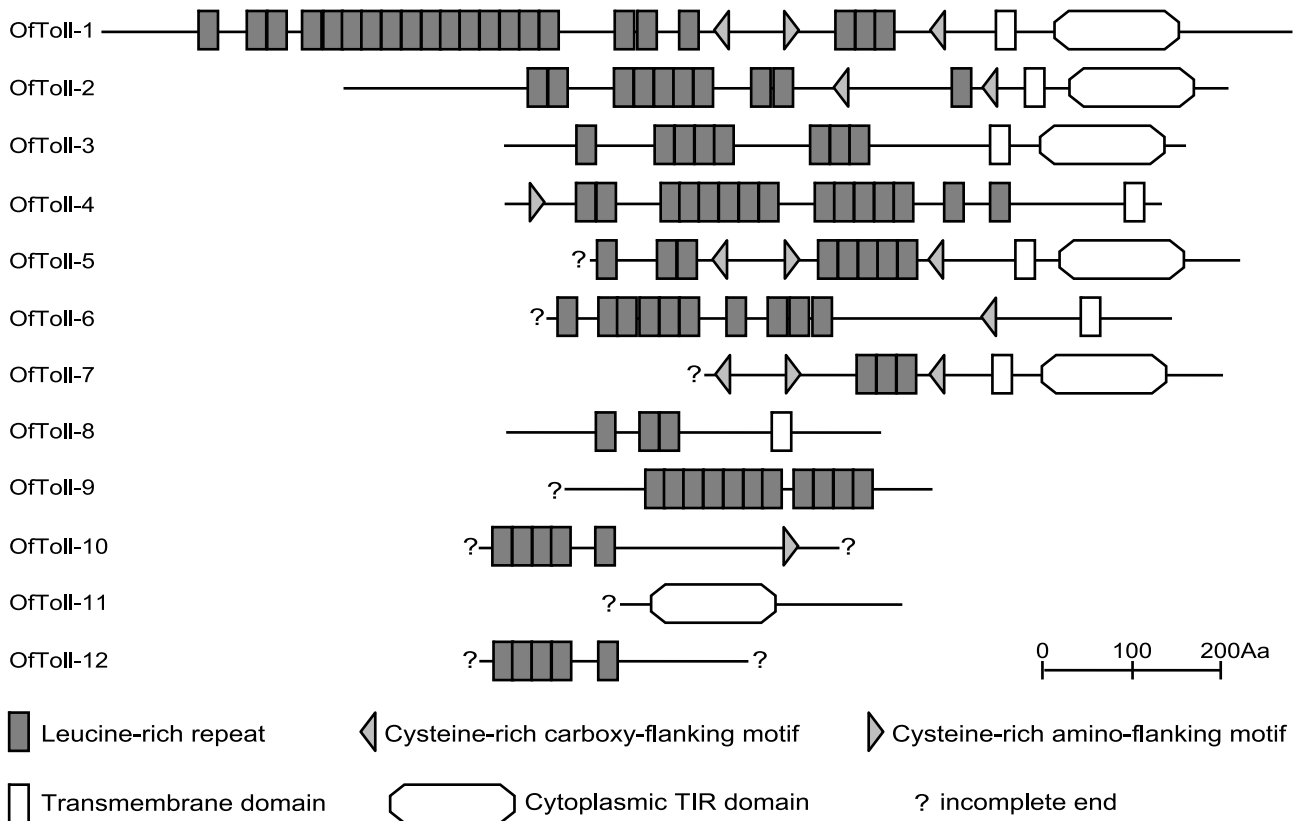 OfToll-1
OfToll-2
OfToll-3
OfToll-4
OfToll-5 ?
OfToll-6 ?
OfToll-7 ?
OfToll-8
OfToll-9 ?
OfToll-10 ? ?
OfToll-11 ?
OfToll-12 ? ?
0 100 200Aa
Leucine-rich repeat Cysteine-rich carboxy-flanking motif Cysteine-rich amino-flanking motif
Transmembrane domain Cytoplasmic TIR domain ? incomplete end